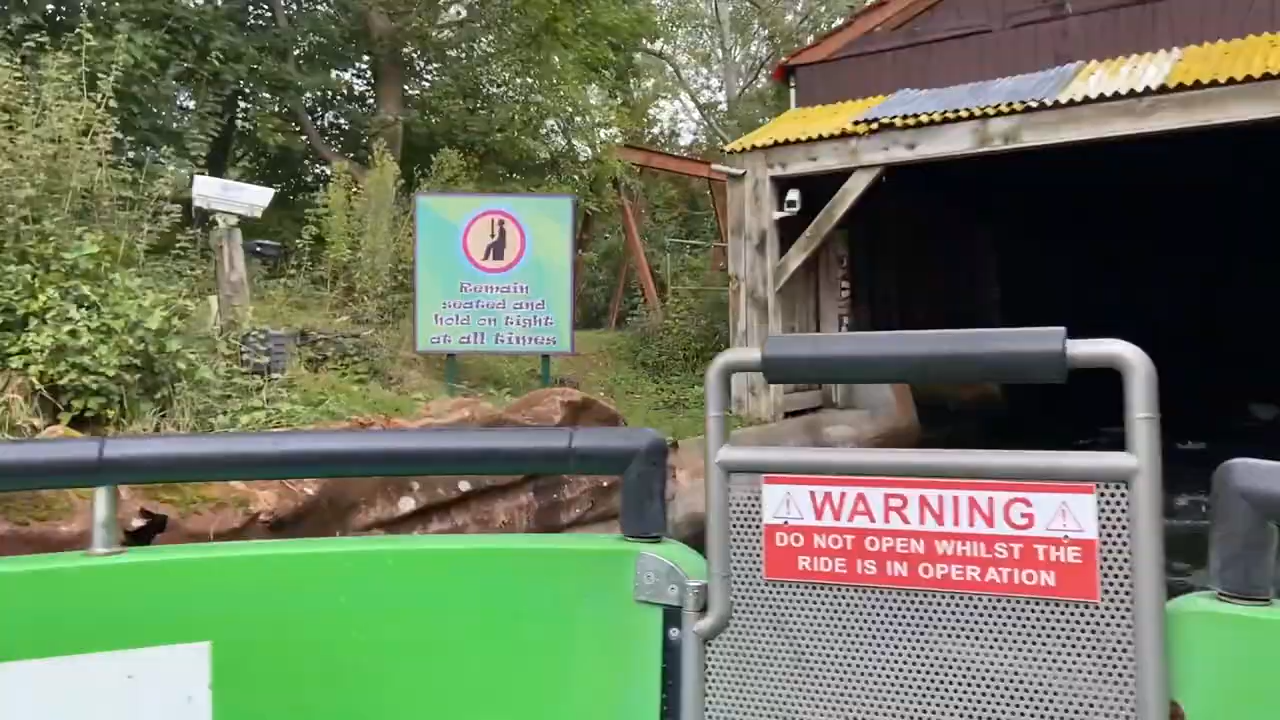 Remain
seated and
hold on tight
at all times
WARNING
DO NOT OPEN WHILST THE
RIDE IS IN OPERATION